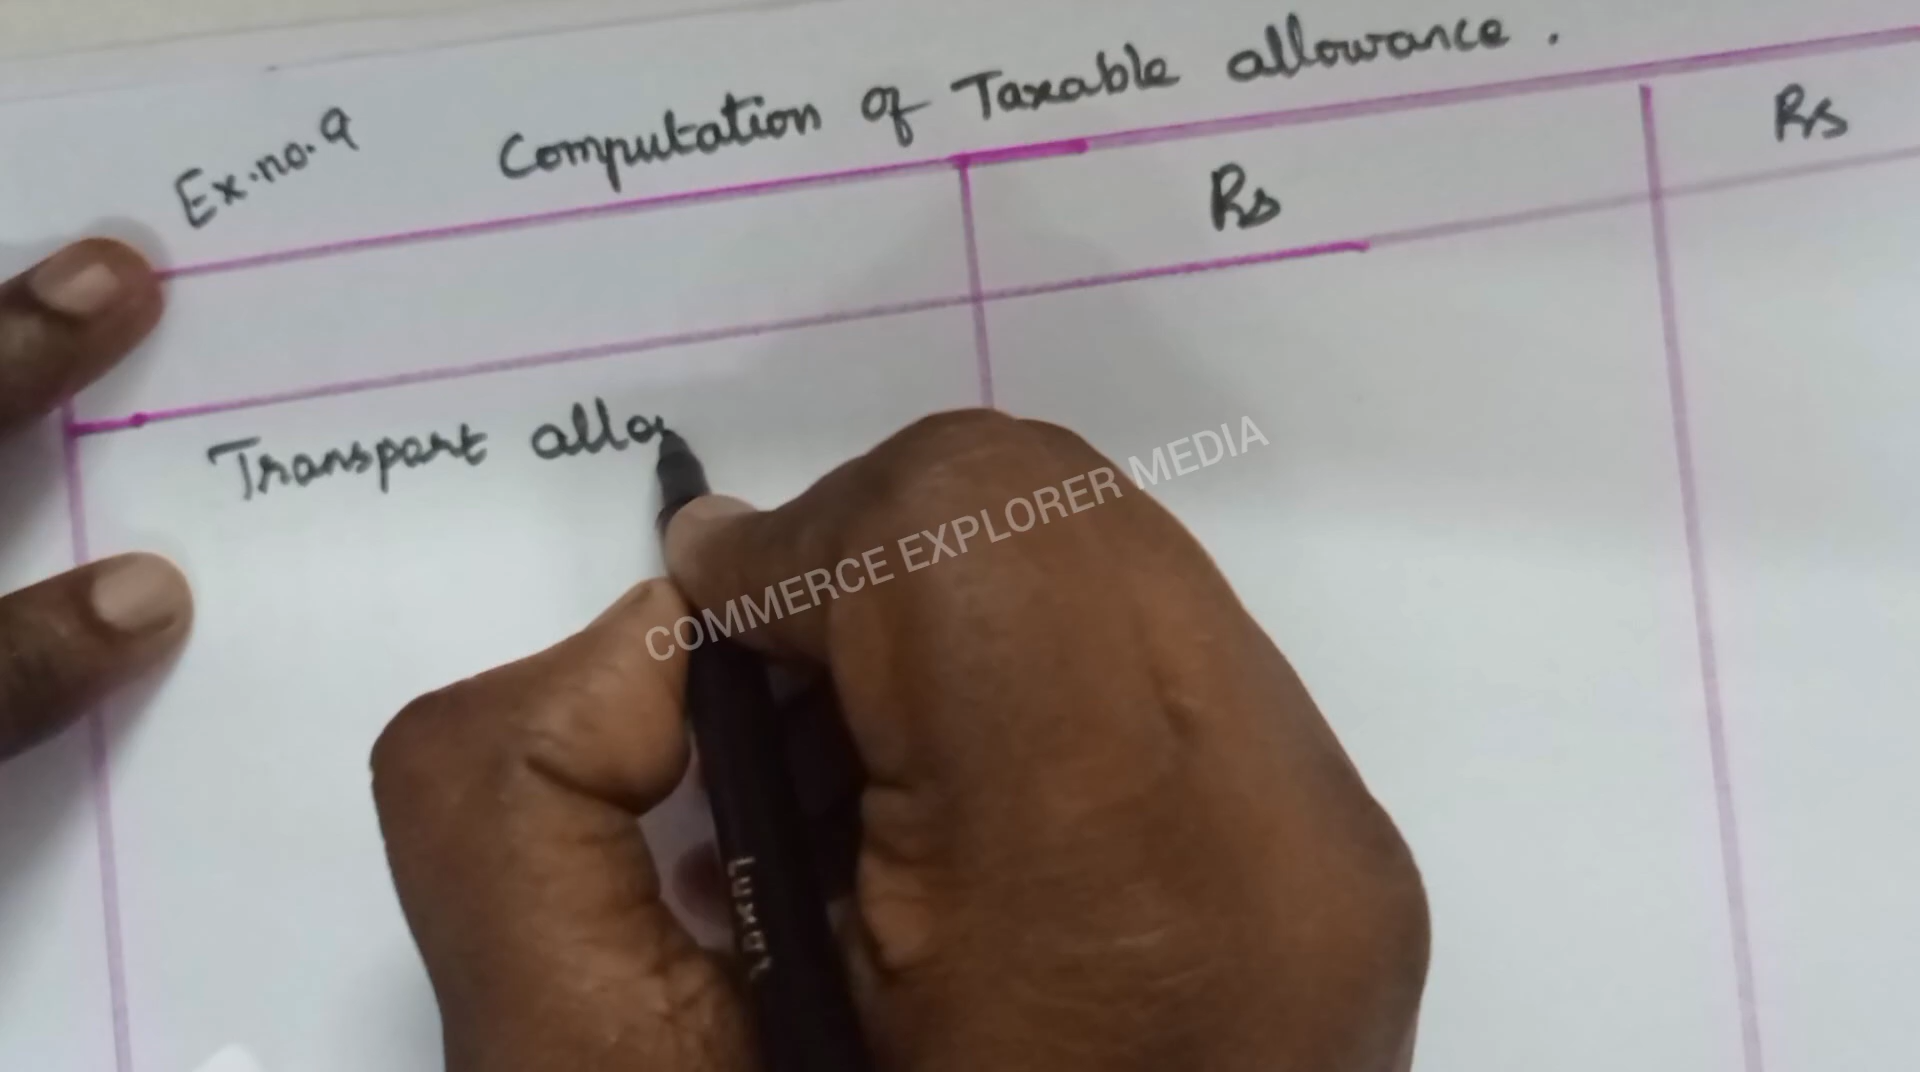 Ex.no.9 Computation of Taxable allowance.
Rs Rs
Transport allo
COMMERCE EXPLORER MEDIA
Luxor